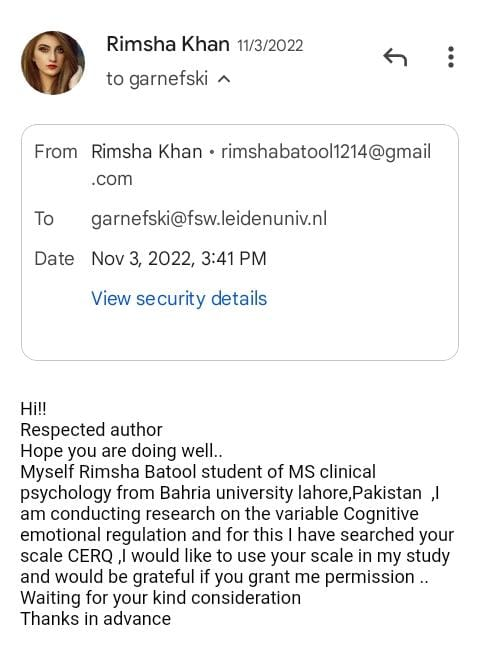 Rimsha Khan 11/3/2022
to garnefski
From Rimsha Khan • rimshabatool1214@gmail
.com
To garnefski@fsw.leidenuniv.nl
Date Nov 3, 2022, 3:41 PM
View security details
Hi!!
Respected author
Hope you are doing well..
Myself Rimsha Batool student of MS clinical
psychology from Bahria university lahore,Pakistan  ,I
am conducting research on the variable Cognitive
emotional regulation and for this I have searched your
scale CERQ ,I would like to use your scale in my study
and would be grateful if you grant me permission ..
Waiting for your kind consideration
Thanks in advance